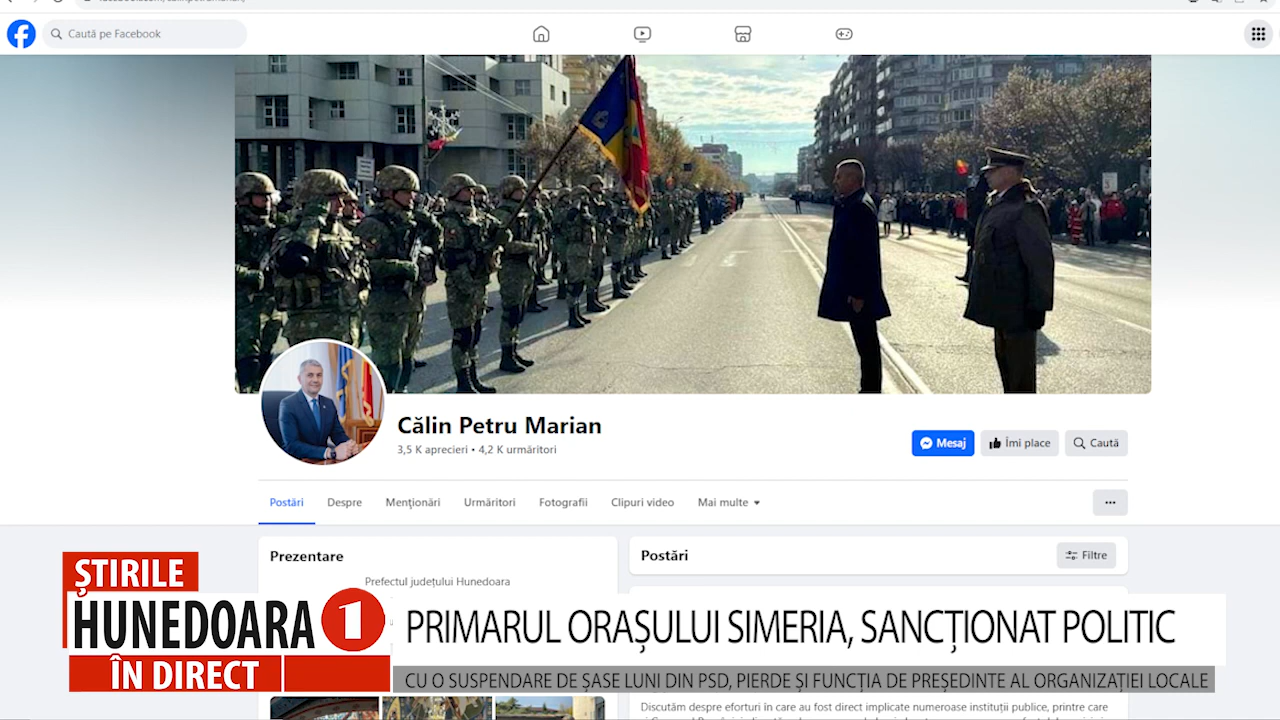 Caută pe Facebook
Călin Petru Marian
3,5 K aprecieri • 4,2 K urmăritori
Mesaj
Îmi place
Caută
Postări
Despre
Mențíonări
Urmăritori
Fotografii
Clipuri video
Mai multe
Prezentare
Prefectul județului Hunedoara
Postări
Filtre
ȘTIRILE
HUNEDOARA 1
ÎN DIRECT
PRIMARUL ORAȘULUI SIMERIA, SANCȚIONAT POLITIC
CU O SUSPENDARE DE ȘASE LUNI DIN PSD, PIERDE ȘI FUNCȚIA DE PREȘEDINTE AL ORGANIZAȚIEI LOCALE
Discutăm despre eforturi în care au fost direct implicate numeroase instituții publice, printre care